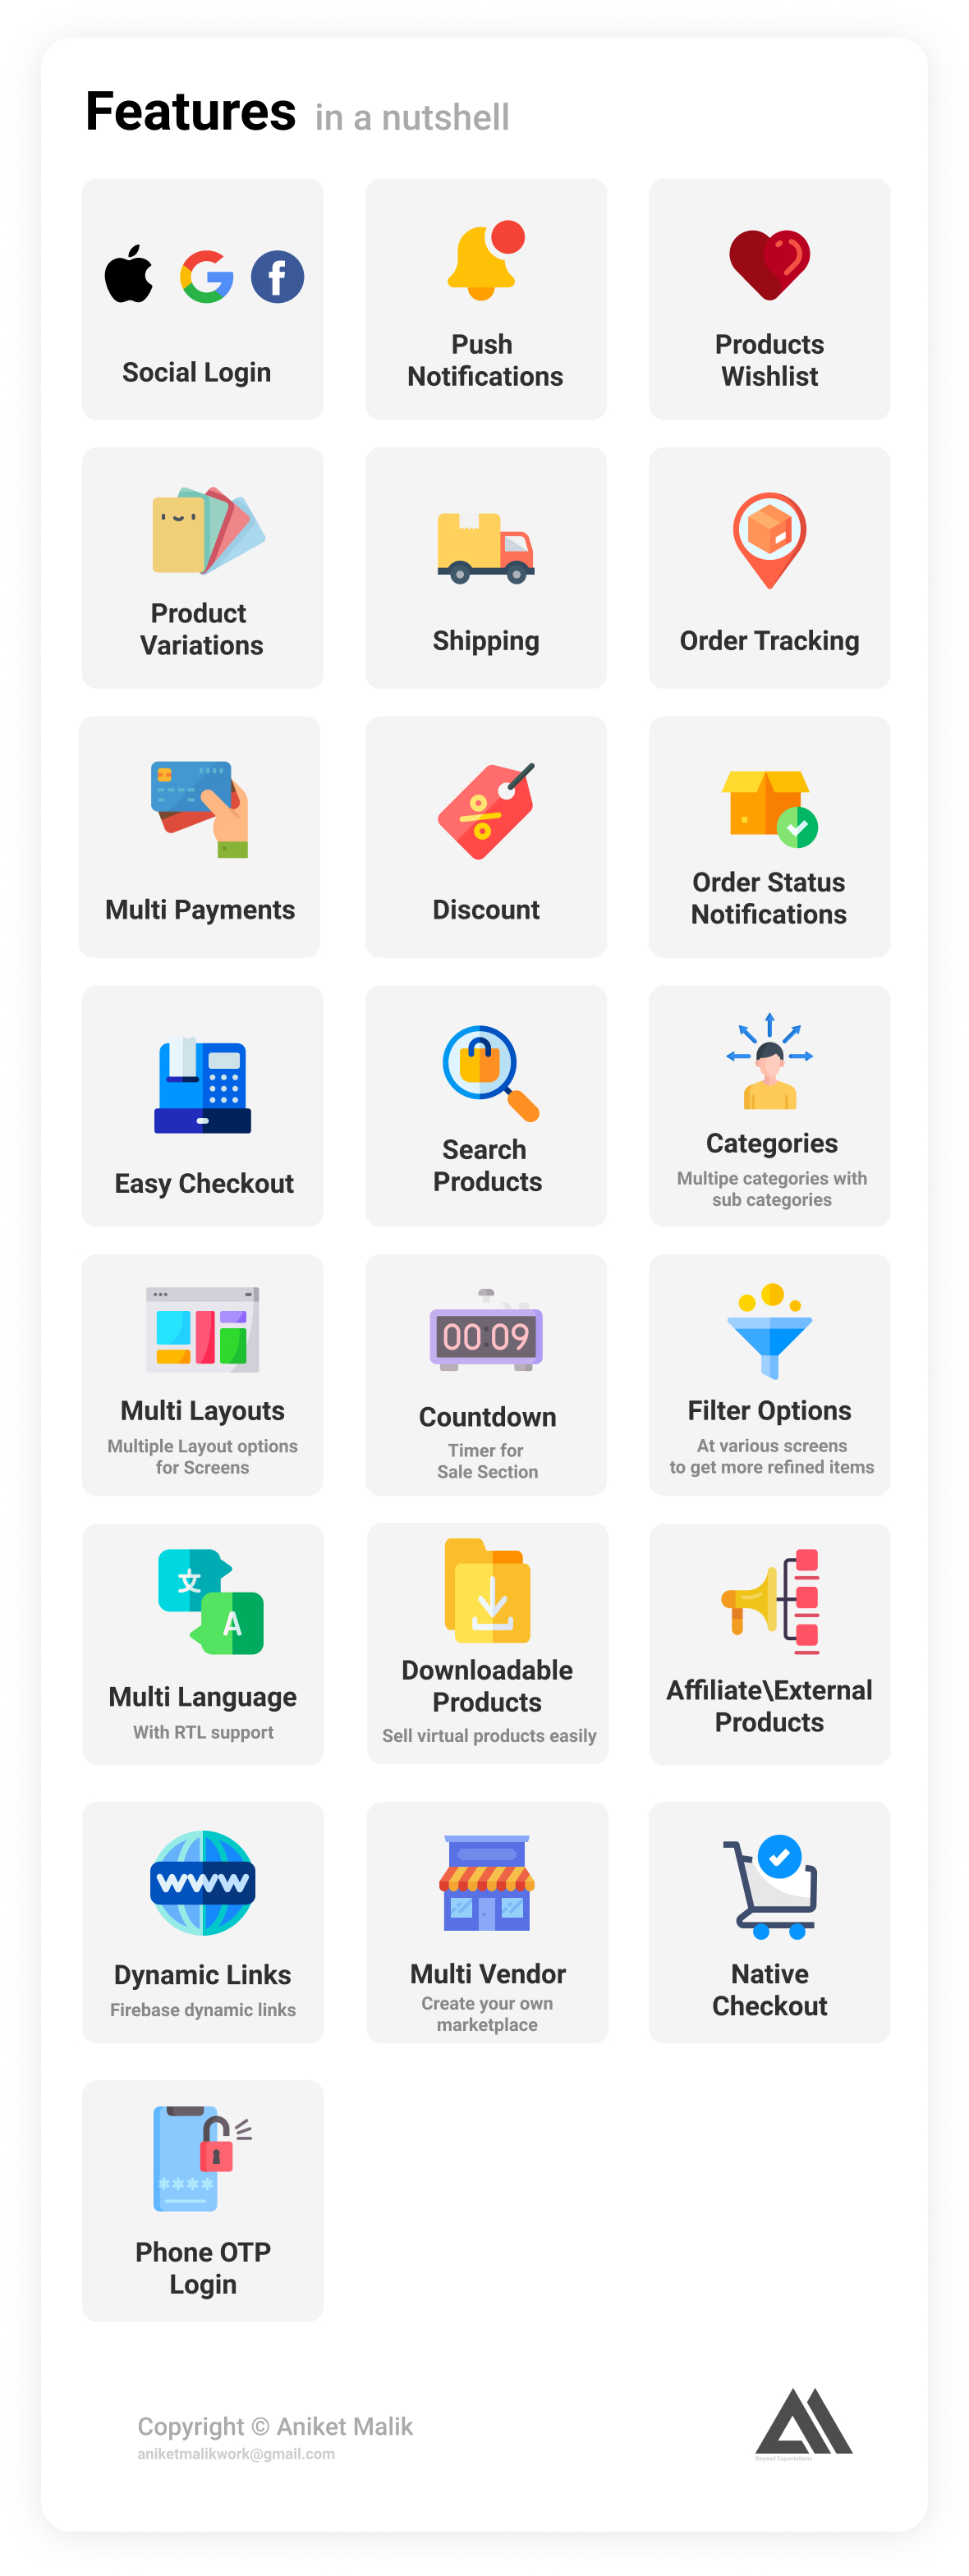 Features in a nutshell
Social Login
Push
Notifications
Products
Wishlist
Product
Variations
Shipping
Order Tracking
Multi Payments
Discount
Order Status
Notifications
Easy Checkout
Search
Products
Categories
Multipe categories with
sub categories
Multi Layouts
Multiple Layout options
for Screens
00:09
Countdown
Timer for
Sale Section
Filter Options
At various screens
to get more refined items
文
A
Multi Language
With RTL support
Downloadable
Products
Sell virtual products easily
Affiliate\External
Products
www
Dynamic Links
Firebase dynamic links
Multi Vendor
Create your own
marketplace
Native
Checkout
****
Phone OTP
Login
Copyright © Aniket Malik
aniketmalikwork@gmail.com
Beyond Expectations